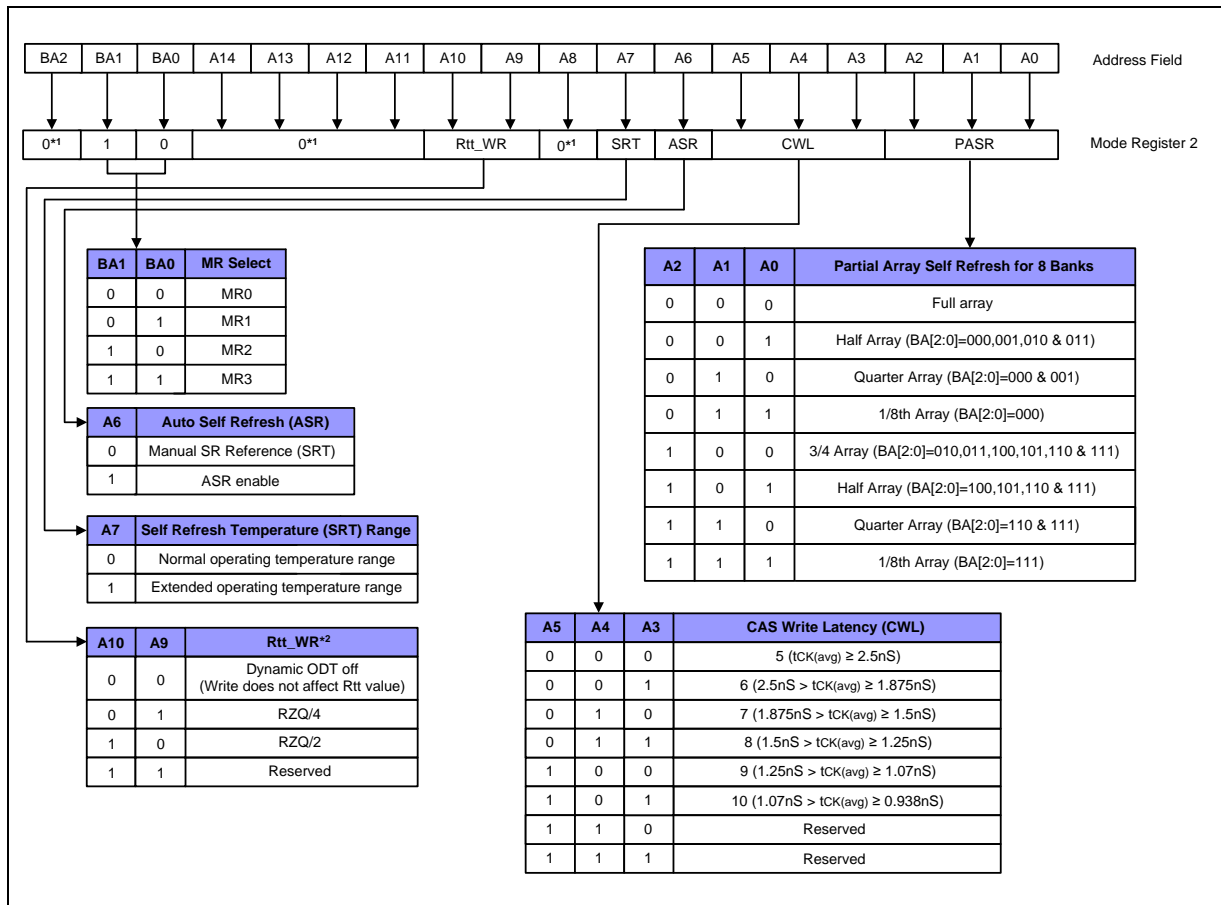 BA2 BA1 BA0 A14 A13 A12 A11 A10 A9 A8 A7 A6 A5 A4 A3 A2 A1 A0 Address Field
0*1 1 0 0*1 Rtt_WR 0*1 SRT ASR CWL PASR Mode Register 2
BA1 BA0 MR Select
0 0 MR0
0 1 MR1
1 0 MR2
1 1 MR3
A6 Auto Self Refresh (ASR)
0 Manual SR Reference (SRT)
1 ASR enable
A7 Self Refresh Temperature (SRT) Range
0 Normal operating temperature range
1 Extended operating temperature range
A10 A9 Rtt_WR*2
0 0 Dynamic ODT off
(Write does not affect Rtt value)
0 1 RZQ/4
1 0 RZQ/2
1 1 Reserved
A2 A1 A0 Partial Array Self Refresh for 8 Banks
0 0 0 Full array
0 0 1 Half Array (BA[2:0]=000,001,010 & 011)
0 1 0 Quarter Array (BA[2:0]=000 & 001)
0 1 1 1/8th Array (BA[2:0]=000)
1 0 0 3/4 Array (BA[2:0]=010,011,100,101,110 & 111)
1 0 1 Half Array (BA[2:0]=100,101,110 & 111)
1 1 0 Quarter Array (BA[2:0]=110 & 111)
1 1 1 1/8th Array (BA[2:0]=111)
A5 A4 A3 CAS Write Latency (CWL)
0 0 0 5 (tCK(avg) ≥ 2.5nS)
0 0 1 6 (2.5nS > tCK(avg) ≥ 1.875nS)
0 1 0 7 (1.875nS > tCK(avg) ≥ 1.5nS)
0 1 1 8 (1.5nS > tCK(avg) ≥ 1.25nS)
1 0 0 9 (1.25nS > tCK(avg) ≥ 1.07nS)
1 0 1 10 (1.07nS > tCK(avg) ≥ 0.938nS)
1 1 0 Reserved
1 1 1 Reserved